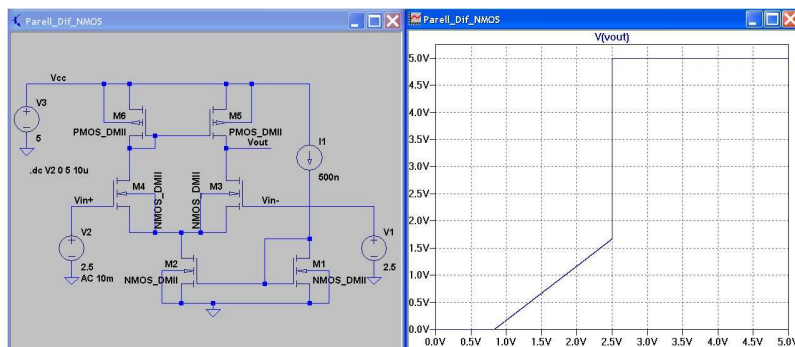 Parell_Dif_NMOS
Vcc
V3
5
M6
M5
PMOS_DMII
PMOS_DMII
Vout
I1
500n
.dc V2 0 5 10u
M4
NMOS_DMII
NMOS_DMII
M3
Vin+
Vin-
V2
2.5
AC 10m
V1
2.5
M2
NMOS_DMII
M1
NMOS_DMII
Parell_Dif_NMOS
V(vout)
5.0V
4.5V
4.0V
3.5V
3.0V
2.5V
2.0V
1.5V
1.0V
0.5V
0.0V
0.0V 0.5V 1.0V 1.5V 2.0V 2.5V 3.0V 3.5V 4.0V 4.5V 5.0V